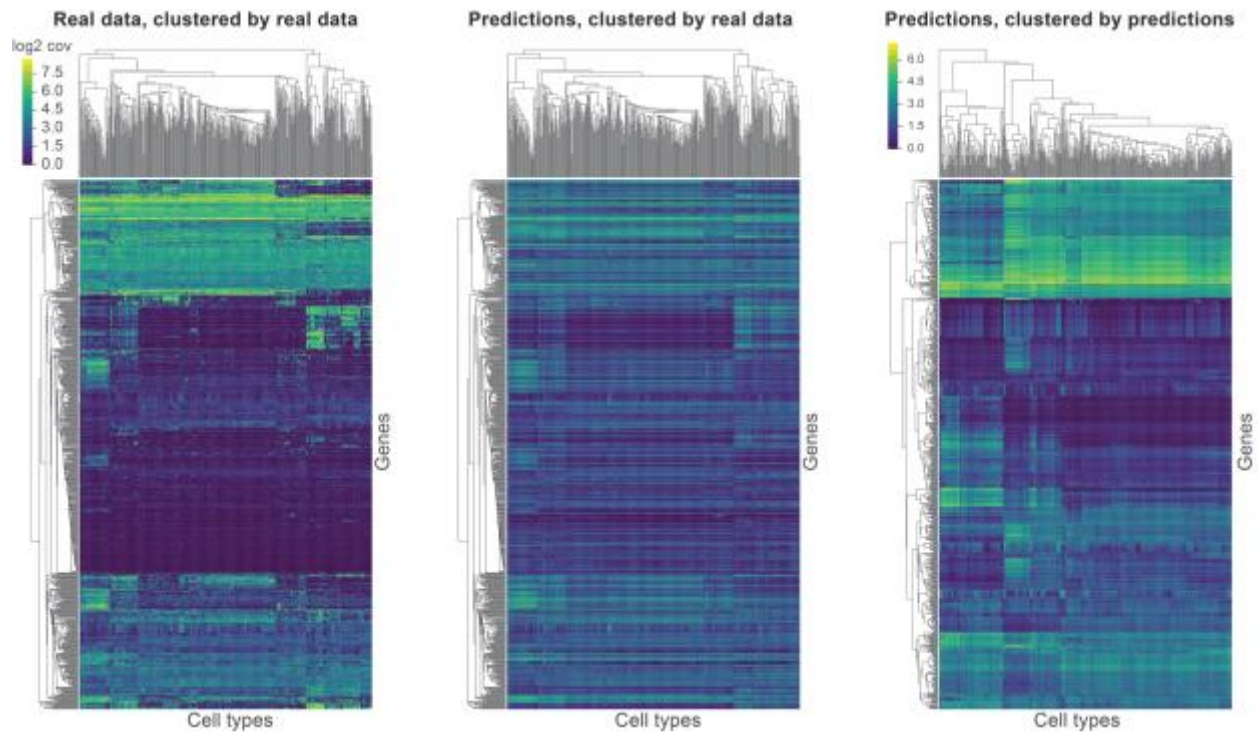 Real data, clustered by real data
Predictions, clustered by real data
Predictions, clustered by predictions
log2 cov
7.5
6.0
4.5
3.0
1.5
0.0
6.0
4.5
3.0
1.5
0.0
Genes
Genes
Cell types
Cell types
Cell types